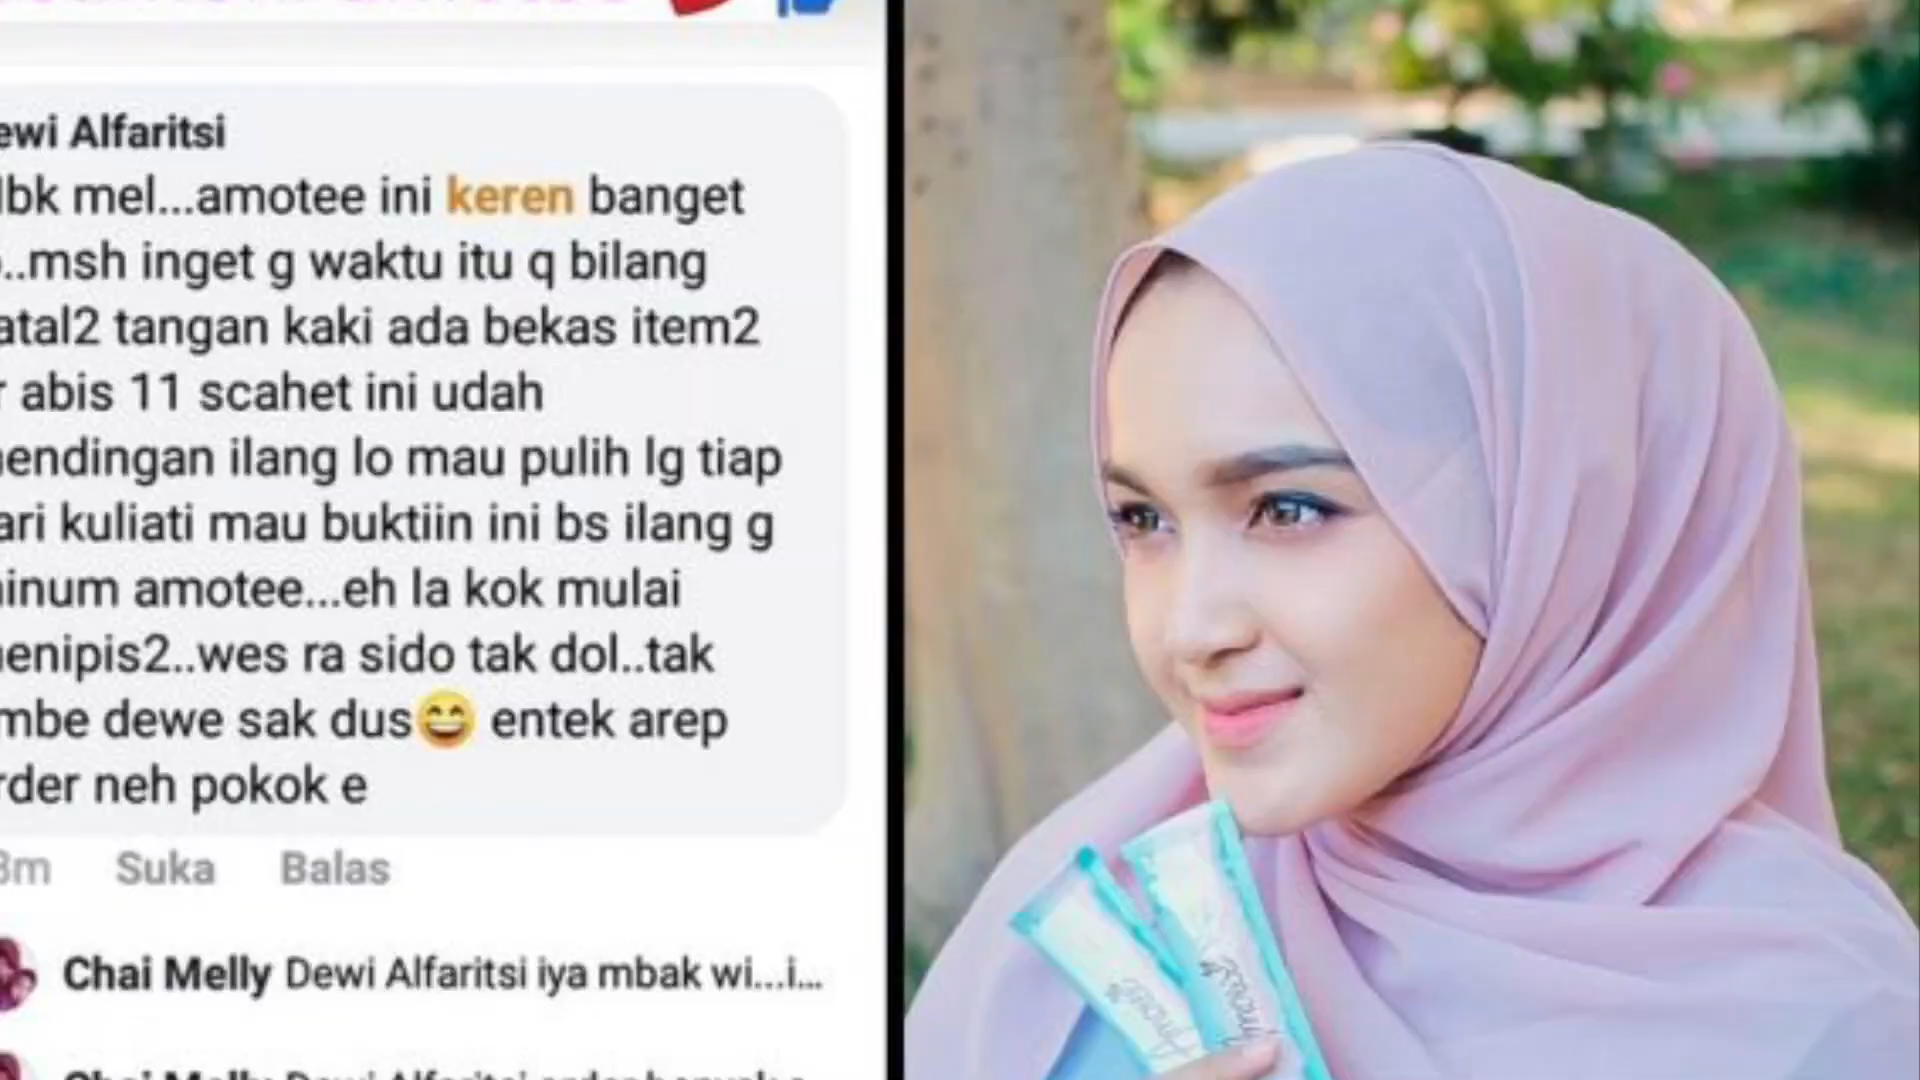 ewi Alfaritsi
bk mel...amotee ini keren banget
..msh inget g waktu itu q bilang
atal2 tangan kaki ada bekas item2
r abis 11 scahet ini udah
endingan ilang lo mau pulih lg tiap
ari kuliati mau buktiin ini bs ilang g
inum amotee...eh la kok mulai
enipis2..wes ra sido tak dol..tak
mbe dewe sak dus😄 entek arep
rder neh pokok e
3m Suka Balas
Chai Melly Dewi Alfaritsi iya mbak wi...i...